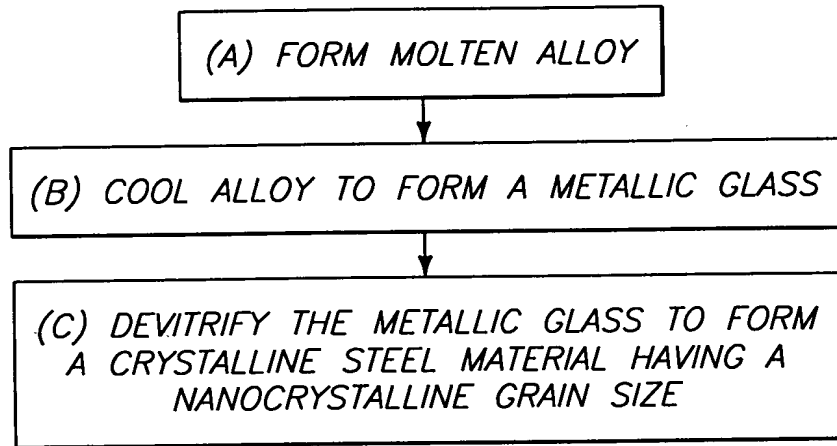 (A) FORM MOLTEN ALLOY
(B) COOL ALLOY TO FORM A METALLIC GLASS
(C) DEVITRIFY THE METALLIC GLASS TO FORM
A CRYSTALLINE STEEL MATERIAL HAVING A
NANOCRYSTALLINE GRAIN SIZE